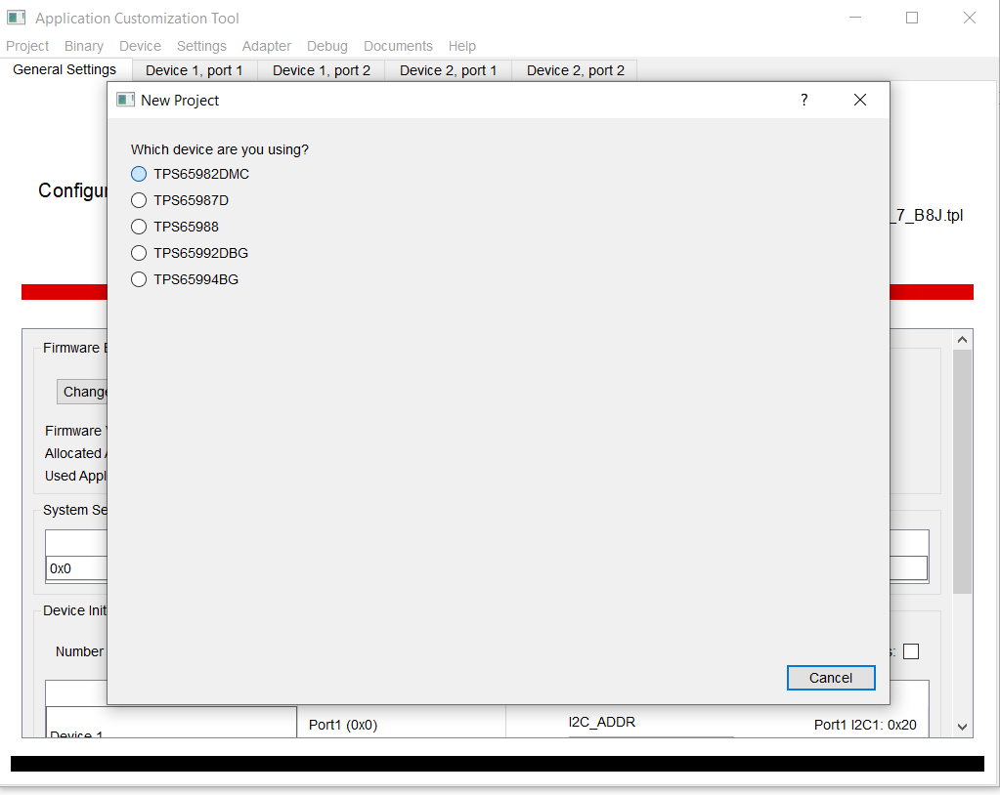 Application Customization Tool
Project Binary Device Settings Adapter Debug Documents Help
General Settings Device 1, port 1 Device 1, port 2 Device 2, port 1 Device 2, port 2
New Project ?
Which device are you using?
TPS65982DMC
TPS65987D
TPS65988
TPS65992DBG
TPS65994BG
Cancel
_7_B8J.tpl
Firmware
Change
Firmware
Allocated
Used Appl
System Se
0x0
Device Init
Number
Device 1
Port1 (0x0)
I2C_ADDR
Port1 I2C1: 0x20